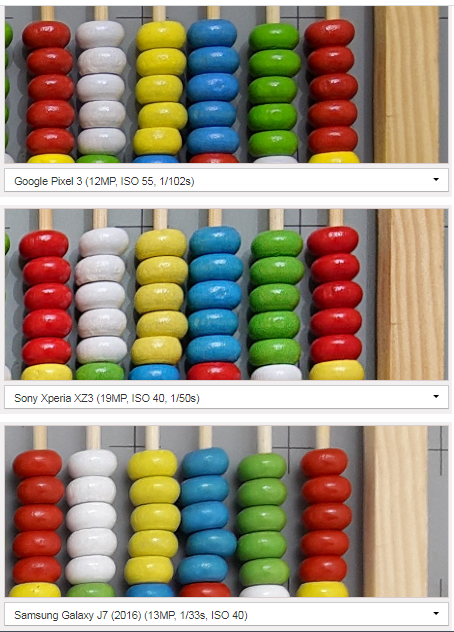 Google Pixel 3 (12MP, ISO 55, 1/102s)
Sony Xperia XZ3 (19MP, ISO 40, 1/50s)
Samsung Galaxy J7 (2016) (13MP, 1/33s, ISO 40)